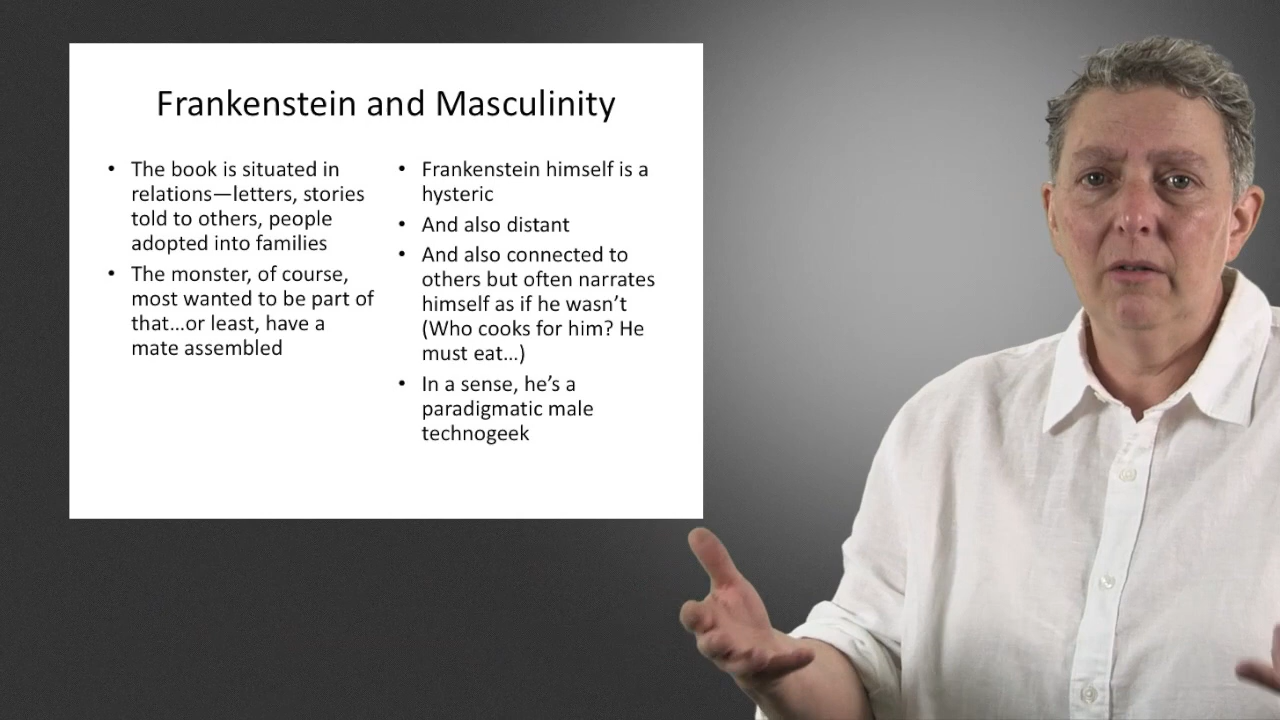 Frankenstein and Masculinity
• The book is situated in
relations—letters, stories
told to others, people
adopted into families
• The monster, of course,
most wanted to be part of
that…or least, have a
mate assembled
• Frankenstein himself is a
hysteric
• And also distant
• And also connected to
others but often narrates
himself as if he wasn’t
(Who cooks for him? He
must eat…)
• In a sense, he’s a
paradigmatic male
technogeek